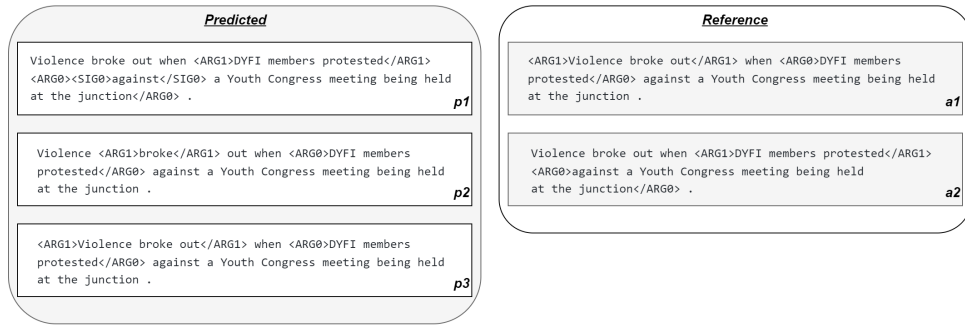 Predicted
Violence broke out when <ARG1>DYFI members protested</ARG1>
<ARG0><SIG0>against</SIG0> a Youth Congress meeting being held
at the junction</ARG0> .
p1
Violence <ARG1>broke</ARG1> out when <ARG0>DYFI members
protested</ARG0> against a Youth Congress meeting being held
at the junction .
p2
<ARG1>Violence broke out</ARG1> when <ARG0>DYFI members
protested</ARG0> against a Youth Congress meeting being held
at the junction .
p3
Reference
<ARG1>Violence broke out</ARG1> when <ARG0>DYFI members
protested</ARG0> against a Youth Congress meeting being held
at the junction .
a1
Violence broke out when <ARG1>DYFI members protested</ARG1>
<ARG0>against a Youth Congress meeting being held
at the junction</ARG0> .
a2